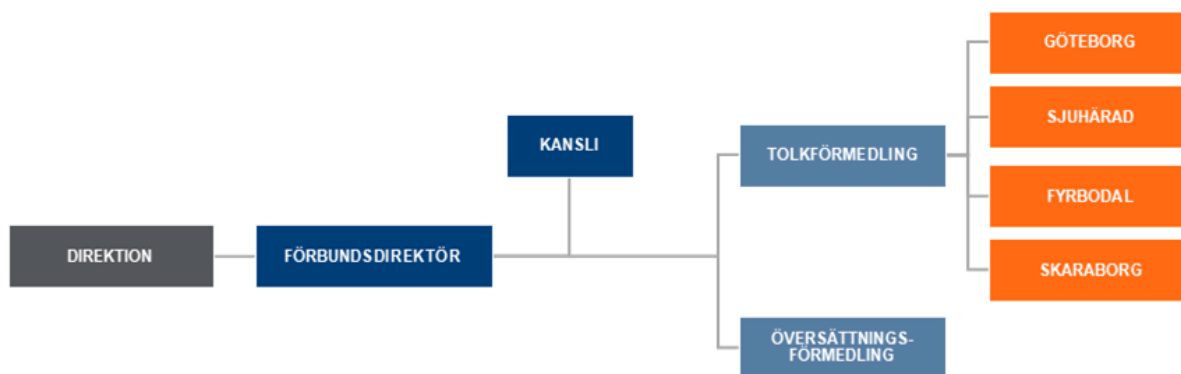 DIREKTION
FÖRBUNDSDIREKTÖR
KANSLI
TOLKFÖRMEDLING
ÖVERSÄTTNINGS-
FÖRMEDLING
GÖTEBORG
SJUHÄRAD
FYRBODAL
SKARABORG